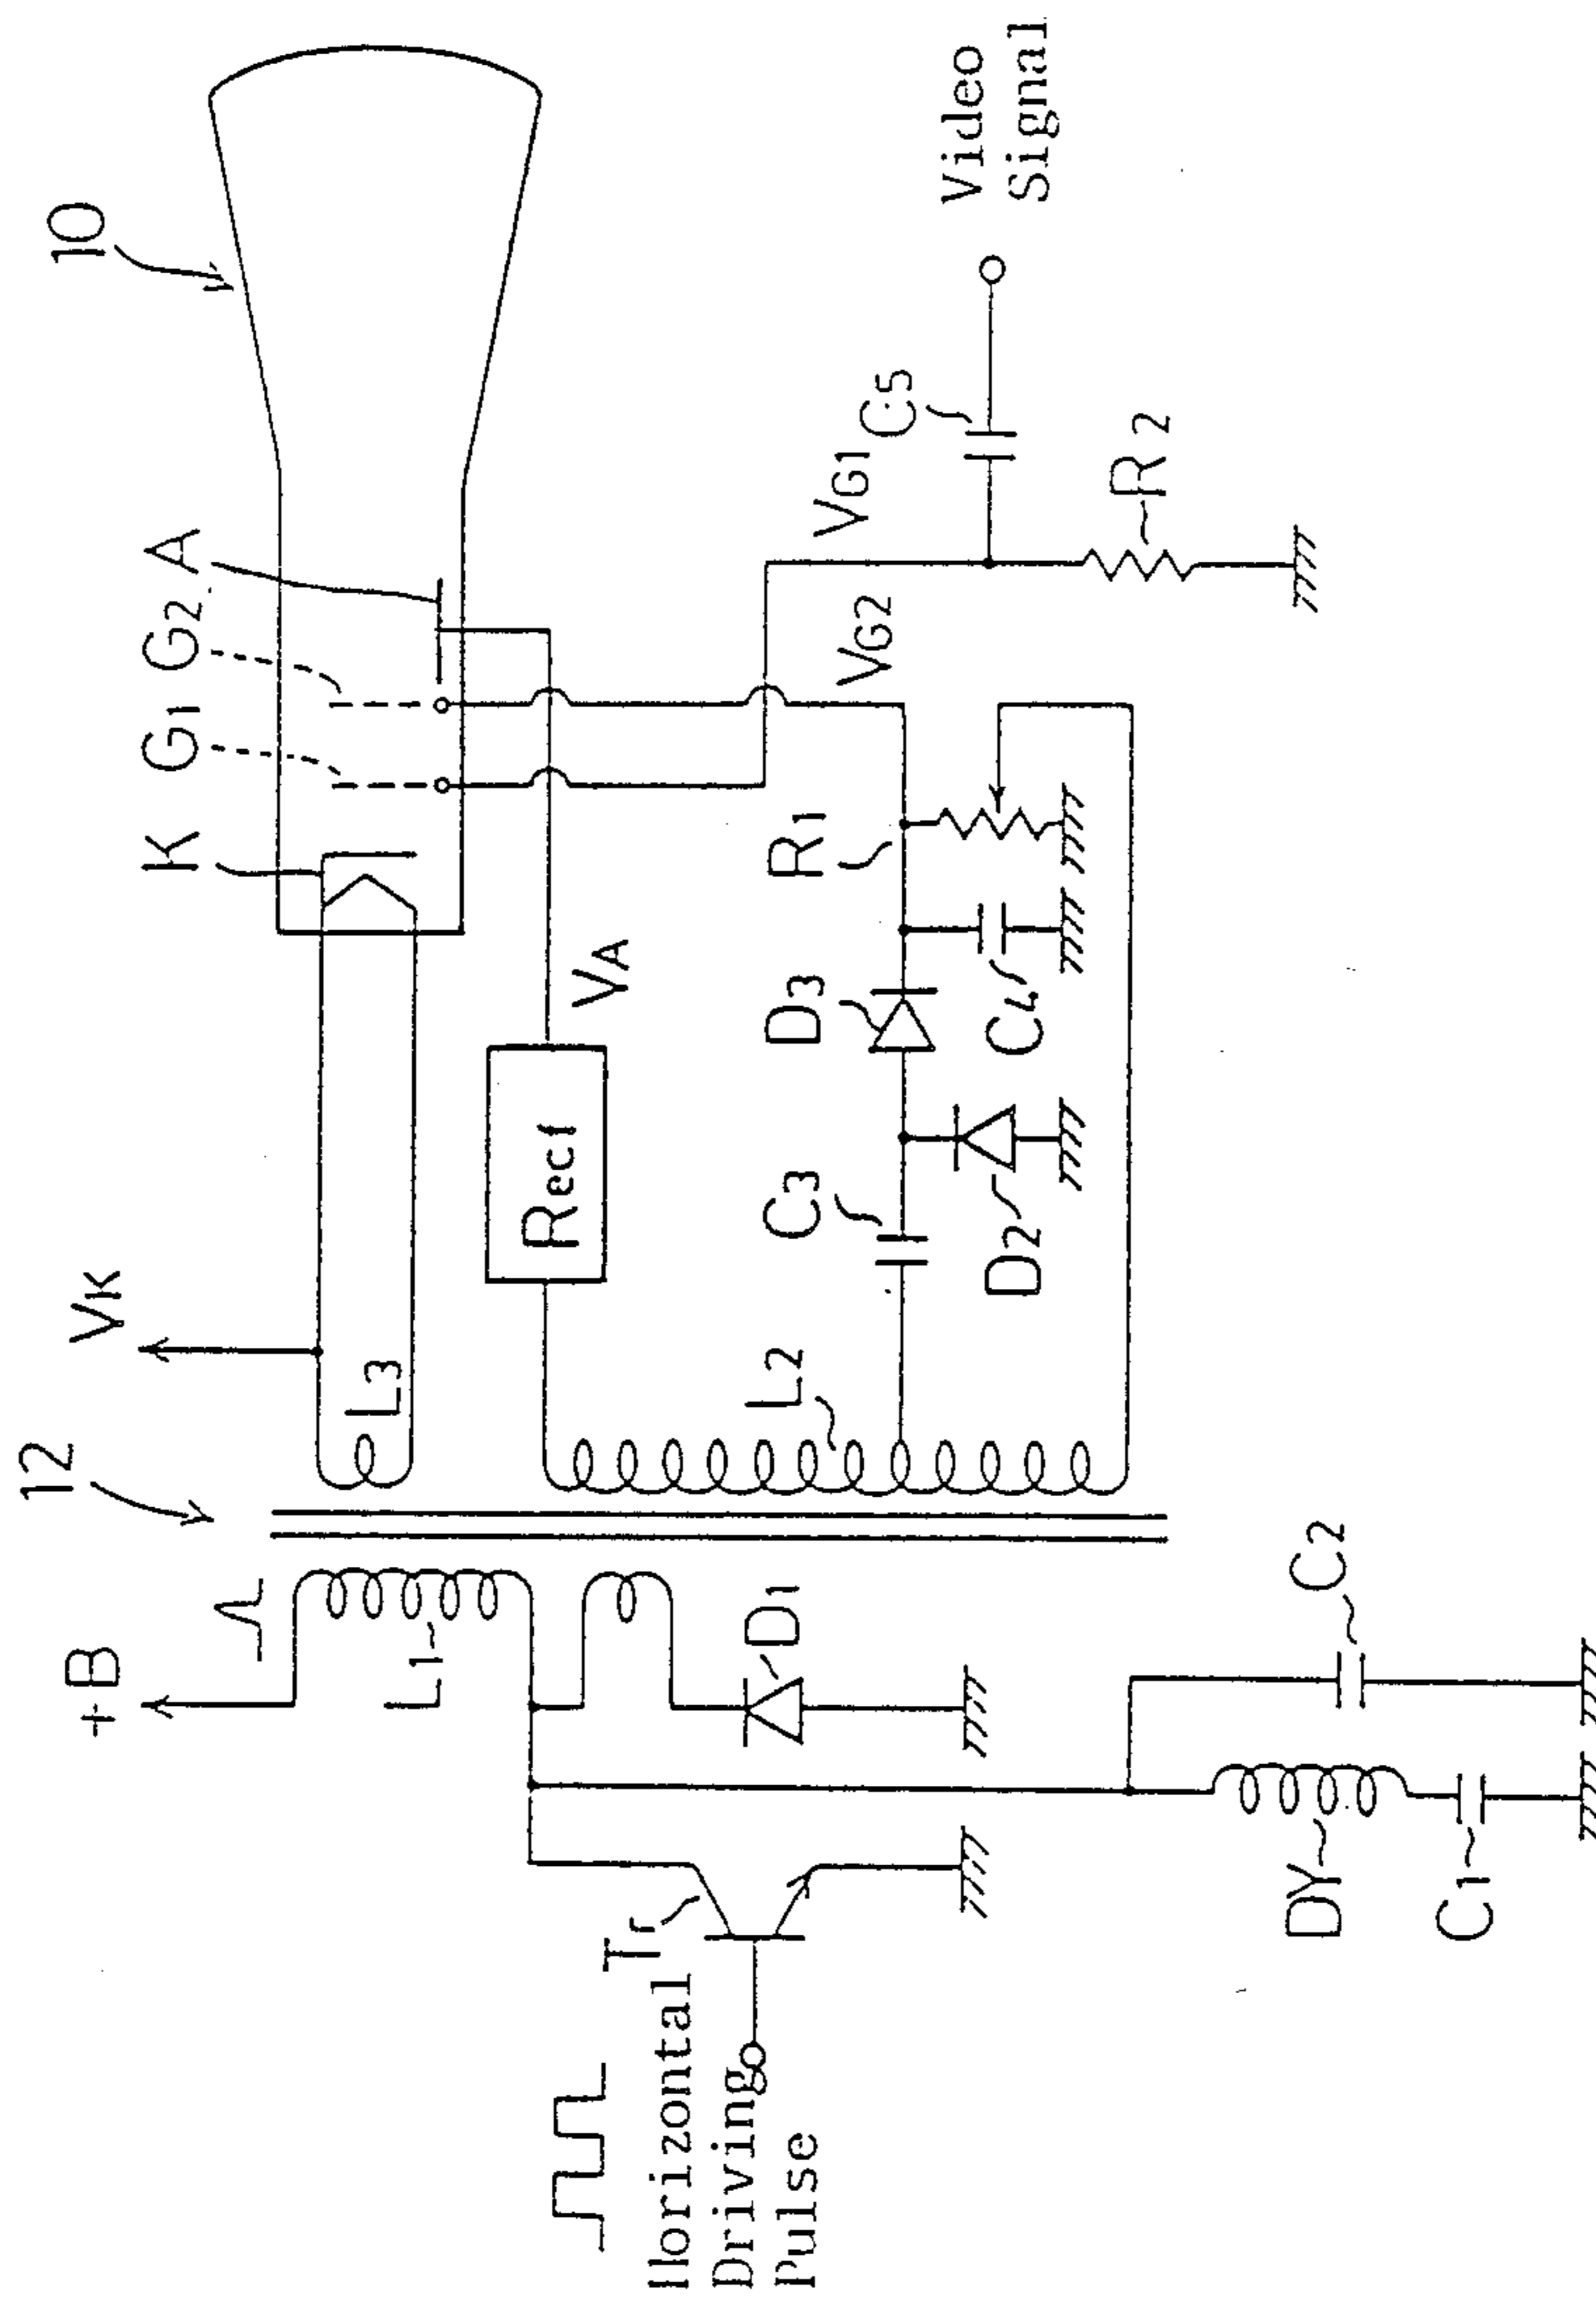 10
12
+B
VK
K
G1
G2
A
L1
L3
Rect
VA
L2
C3
D3
R1
VG2
VG1
C5
Video
Signal
D1
Tr
Horizontal
Driving
Pulse
D2
C4
R2
C2
DY
C1